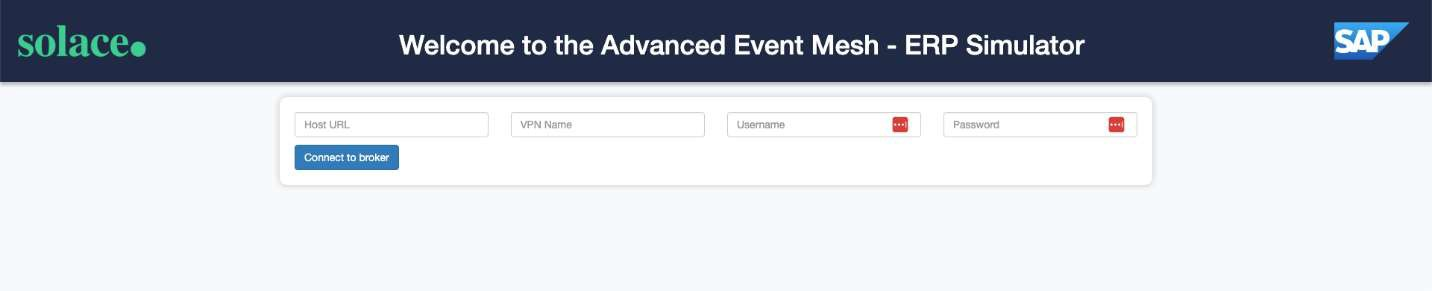 solace.
Welcome to the Advanced Event Mesh - ERP Simulator
SAP
Host URL
VPN Name
Username
Password
Connect to broker